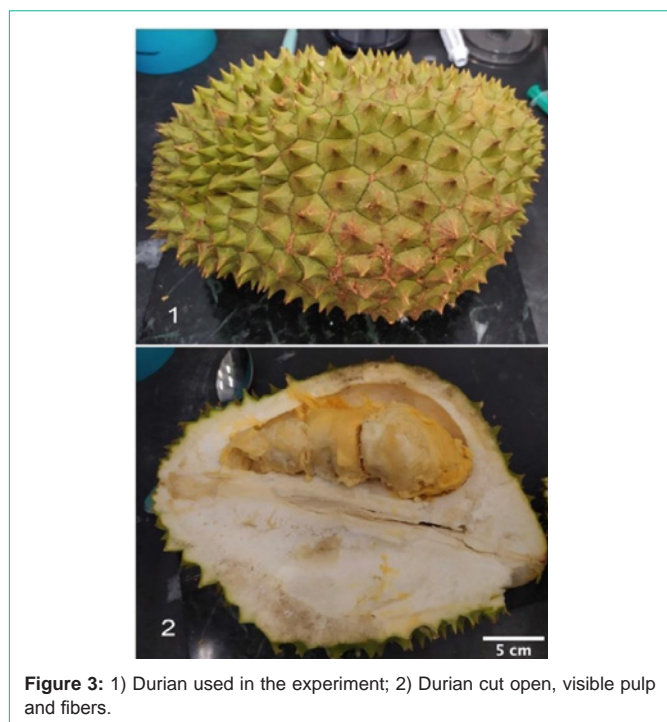 1
2
5 cm
Figure 3: 1) Durian used in the experiment; 2) Durian cut open, visible pulp
and fibers.